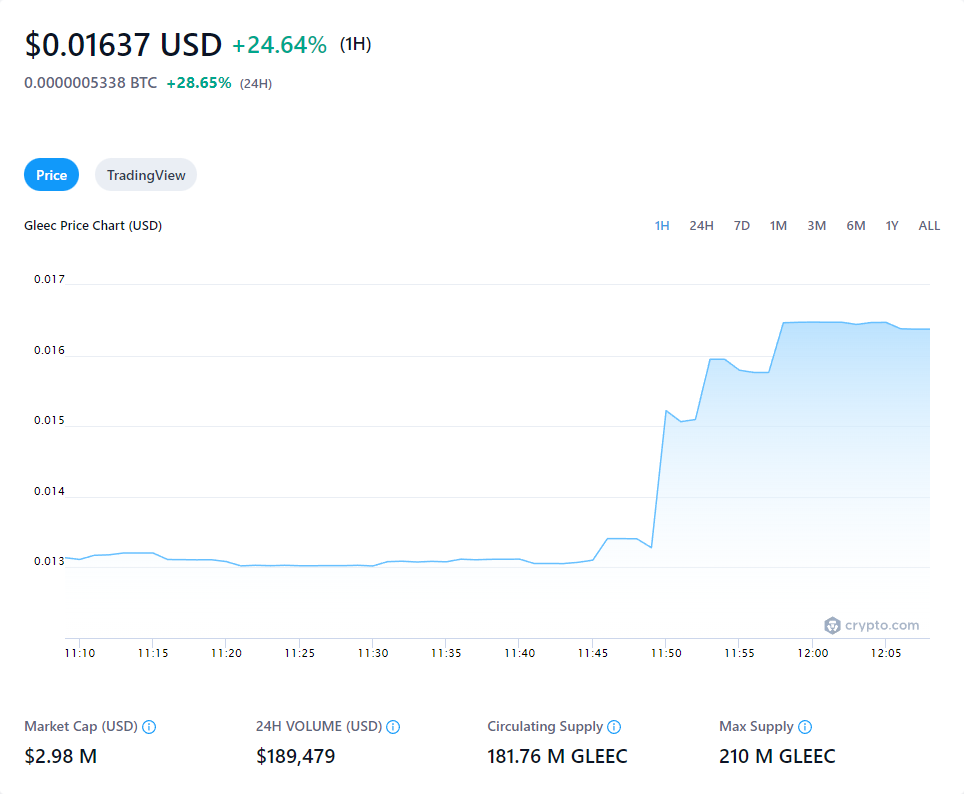 $0.01637 USD +24.64% (1H)
0.0000005338 BTC +28.65% (24H)
Price TradingView
Gleec Price Chart (USD) 1H 24H 7D 1M 3M 6M 1Y ALL
0.017
0.016
0.015
0.014
0.013
crypto.com
11:10 11:15 11:20 11:25 11:30 11:35 11:40 11:45 11:50 11:55 12:00 12:05
Market Cap (USD) 24H VOLUME (USD) Circulating Supply Max Supply
$2.98 M $189,479 181.76 M GLEEC 210 M GLEEC